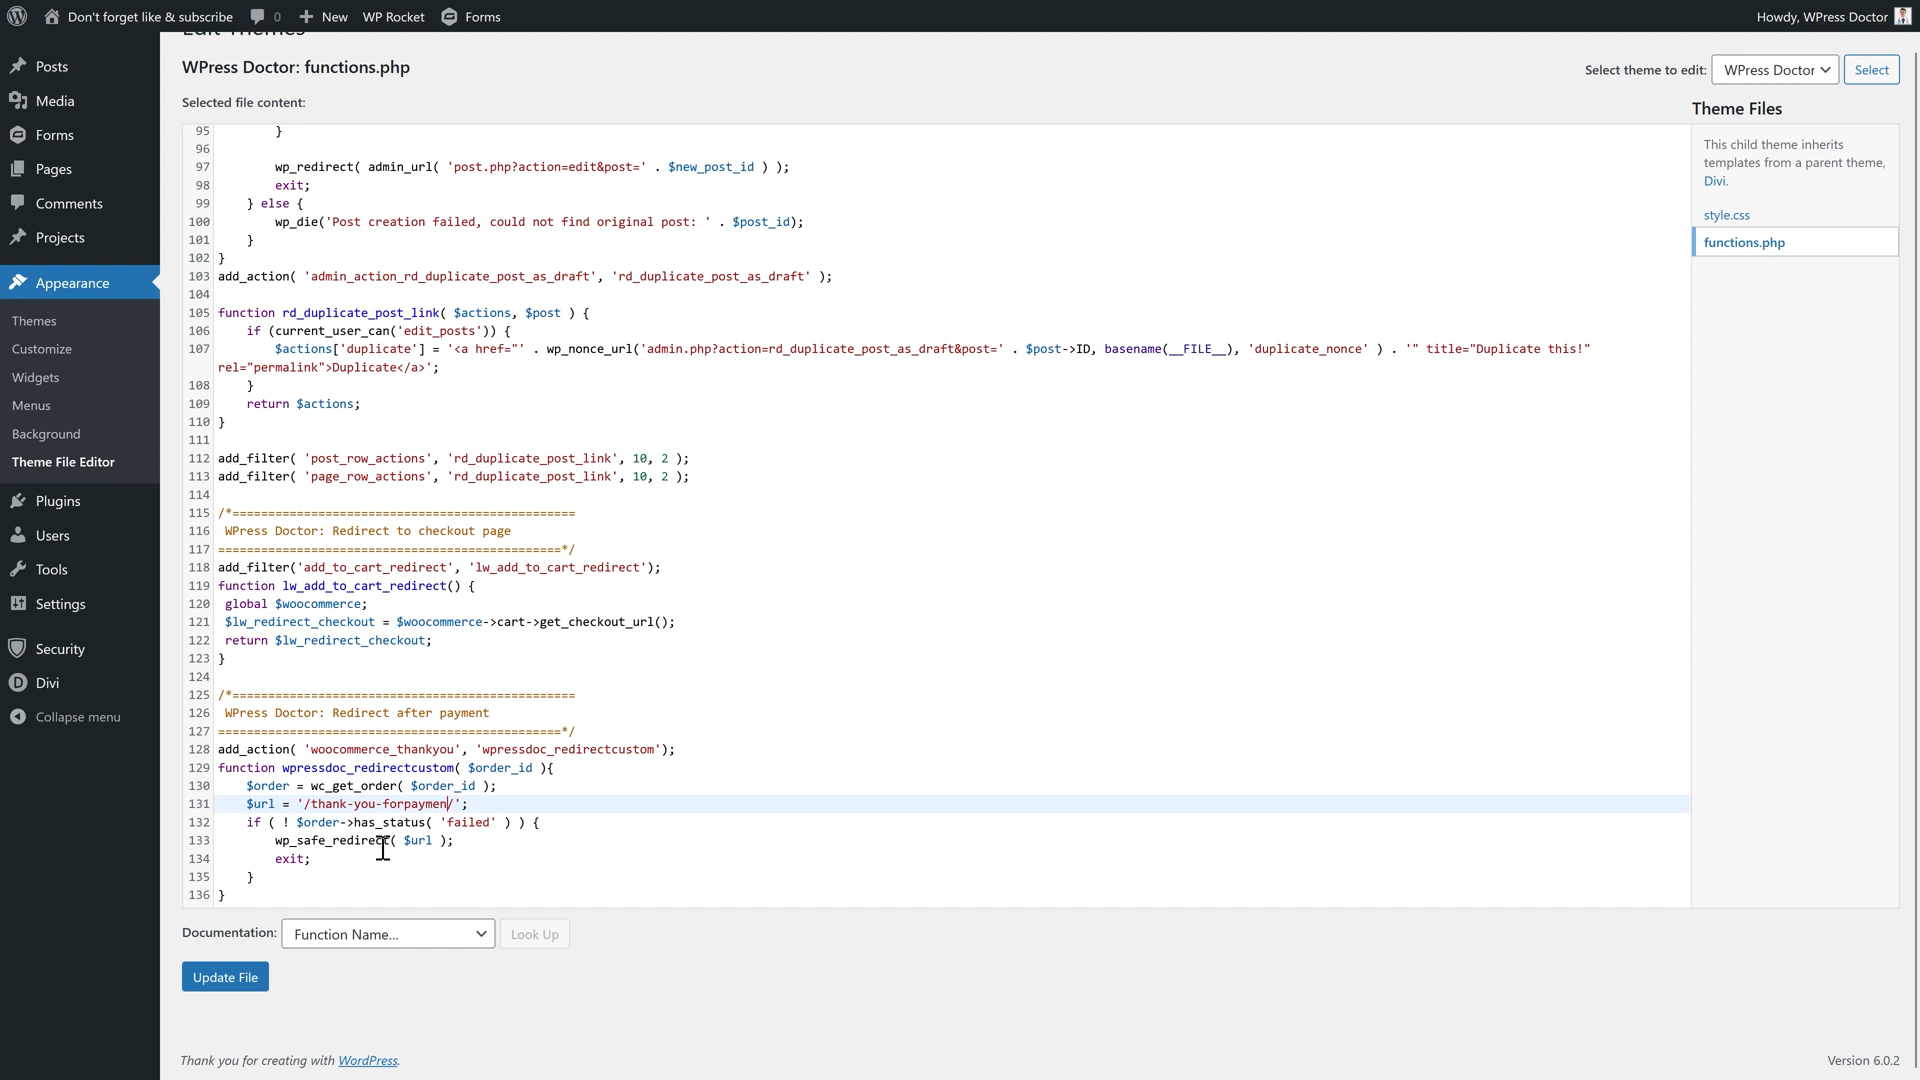 Don't forget like & subscribe 0 New WP Rocket Forms Howdy, WPress Doctor
Posts
Media
Forms
Pages
Comments
Projects
Appearance
Themes
Customize
Widgets
Menus
Background
Theme File Editor
Plugins
Users
Tools
Settings
Security
Divi
Collapse menu
Edit Themes
WPress Doctor: functions.php
Select theme to edit: WPress Doctor Select
Selected file content:
95         }
96
97         wp_redirect( admin_url( 'post.php?action=edit&post=' . $new_post_id ) );
98         exit;
99     } else {
100         wp_die('Post creation failed, could not find original post: ' . $post_id);
101     }
102 }
103 add_action( 'admin_action_rd_duplicate_post_as_draft', 'rd_duplicate_post_as_draft' );
104
105 function rd_duplicate_post_link( $actions, $post ) {
106     if (current_user_can('edit_posts')) {
107         $actions['duplicate'] = '<a href="' . wp_nonce_url('admin.php?action=rd_duplicate_post_as_draft&post=' . $post->ID, basename(__FILE__), 'duplicate_nonce' ) . '" title="Duplicate this!"
rel="permalink">Duplicate</a>';
108     }
109     return $actions;
110 }
111
112 add_filter( 'post_row_actions', 'rd_duplicate_post_link', 10, 2 );
113 add_filter( 'page_row_actions', 'rd_duplicate_post_link', 10, 2 );
114
115 /*================================================
116  WPress Doctor: Redirect to checkout page
117 ================================================*/
118 add_filter('add_to_cart_redirect', 'lw_add_to_cart_redirect');
119 function lw_add_to_cart_redirect() {
120  global $woocommerce;
121  $lw_redirect_checkout = $woocommerce->cart->get_checkout_url();
122  return $lw_redirect_checkout;
123 }
124
125 /*================================================
126  WPress Doctor: Redirect after payment
127 ================================================*/
128 add_action( 'woocommerce_thankyou', 'wpressdoc_redirectcustom');
129 function wpressdoc_redirectcustom( $order_id ){
130     $order = wc_get_order( $order_id );
131     $url = '/thank-you-forpaymen/';
132     if ( ! $order->has_status( 'failed' ) ) {
133         wp_safe_redirect( $url );
134         exit;
135     }
136 }
Theme Files
This child theme inherits
templates from a parent theme,
Divi.
style.css
functions.php
Documentation: Function Name... Look Up
Update File
Thank you for creating with WordPress.
Version 6.0.2